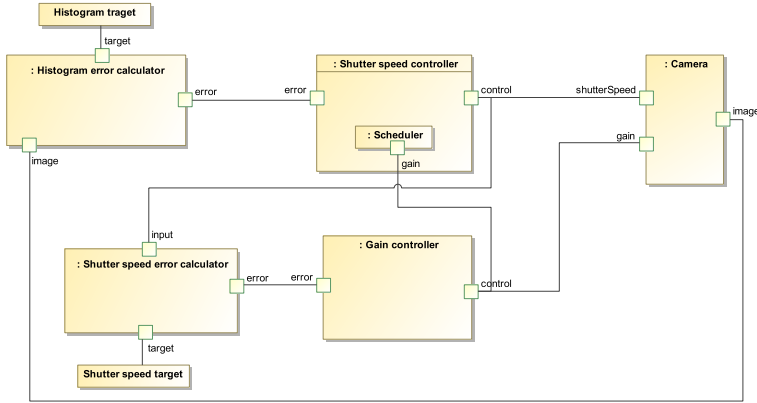 Histogram traget
target
: Histogram error calculator
error
image
: Shutter speed controller
error
control
: Scheduler
gain
: Camera
shutterSpeed
gain
image
input
: Shutter speed error calculator
error
target
Shutter speed target
: Gain controller
error
control